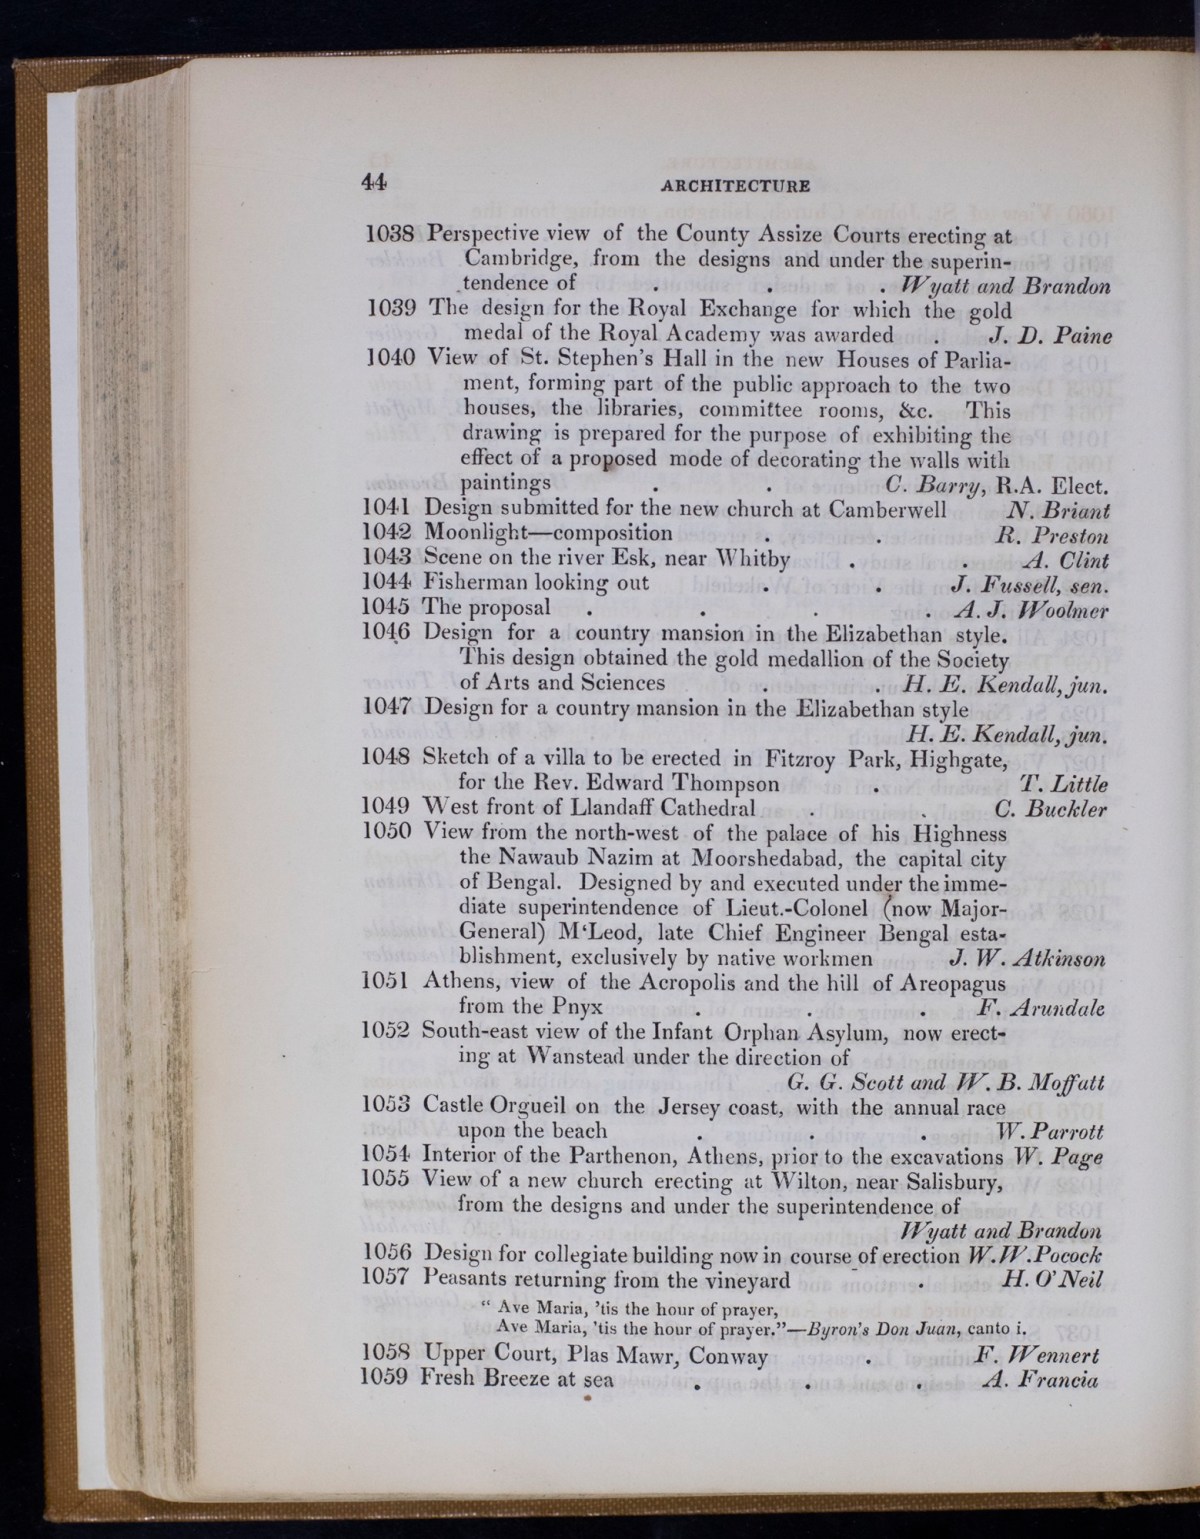 44 ARCHITECTURE
1038 Perspective view of the County Assize Courts erecting at
Cambridge, from the designs and under the superin-
tendence of . . . Wyatt and Brandon
1039 The design for the Royal Exchange for which the gold
medal of the Royal Academy was awarded . J. D. Paine
1040 View of St. Stephen's Hall in the new Houses of Parlia-
ment, forming part of the public approach to the two
houses, the libraries, committee rooms, &c. This
drawing is prepared for the purpose of exhibiting the
effect of a proposed mode of decorating the walls with
paintings . . C. Barry, R.A. Elect.
1041 Design submitted for the new church at Camberwell N. Briant
1042 Moonlight—composition . . R. Preston
1043 Scene on the river Esk, near Whitby . . A. Clint
1044 Fisherman looking out . . J. Fussell, sen.
1045 The proposal . . . . A. J. Woolmer
1046 Design for a country mansion in the Elizabethan style.
This design obtained the gold medallion of the Society
of Arts and Sciences . . H. E. Kendall, jun.
1047 Design for a country mansion in the Elizabethan style
H. E. Kendall, jun.
1048 Sketch of a villa to be erected in Fitzroy Park, Highgate,
for the Rev. Edward Thompson . T. Little
1049 West front of Llandaff Cathedral . . C. Buckler
1050 View from the north-west of the palace of his Highness
the Nawaub Nazim at Moorshedabad, the capital city
of Bengal. Designed by and executed under the imme-
diate superintendence of Lieut.-Colonel (now Major-
General) M‘Leod, late Chief Engineer Bengal esta-
blishment, exclusively by native workmen J. W. Atkinson
1051 Athens, view of the Acropolis and the hill of Areopagus
from the Pnyx . . . F. Arundale
1052 South-east view of the Infant Orphan Asylum, now erect-
ing at Wanstead under the direction of
G. G. Scott and W. B. Moffatt
1053 Castle Orgueil on the Jersey coast, with the annual race
upon the beach . . . W. Parrott
1054 Interior of the Parthenon, Athens, prior to the excavations W. Page
1055 View of a new church erecting at Wilton, near Salisbury,
from the designs and under the superintendence of
Wyatt and Brandon
1056 Design for collegiate building now in course of erection W. W. Pocock
1057 Peasants returning from the vineyard . H. O'Neil
“ Ave Maria, 'tis the hour of prayer,
Ave Maria, 'tis the hour of prayer.”—Byron's Don Juan, canto i.
1058 Upper Court, Plas Mawr, Conway . F. Wennert
1059 Fresh Breeze at sea . . . A. Francia